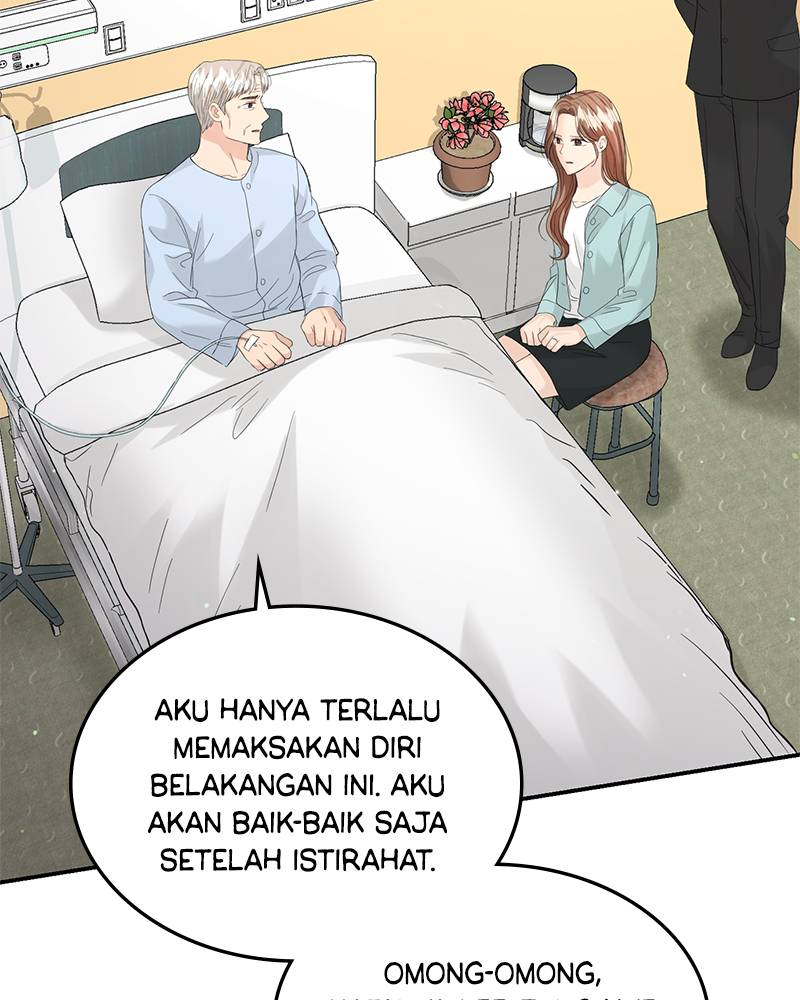 AKU HANYA TERLALU
MEMAKSAKAN DIRI
BELAKANGAN INI. AKU
AKAN BAIK-BAIK SAJA
SETELAH ISTIRAHAT.
OMONG-OMONG,